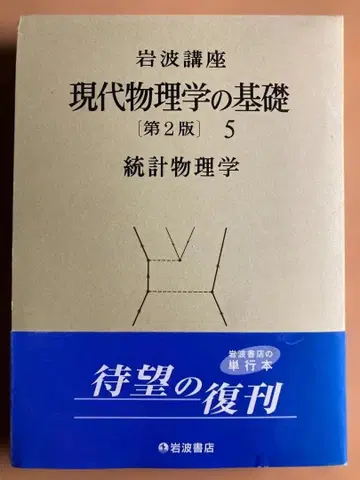 岩波講座
現代物理学の基礎
［第2版］ 5
統計物理学
岩波書店の
単行本
待望の復刊
岩波書店